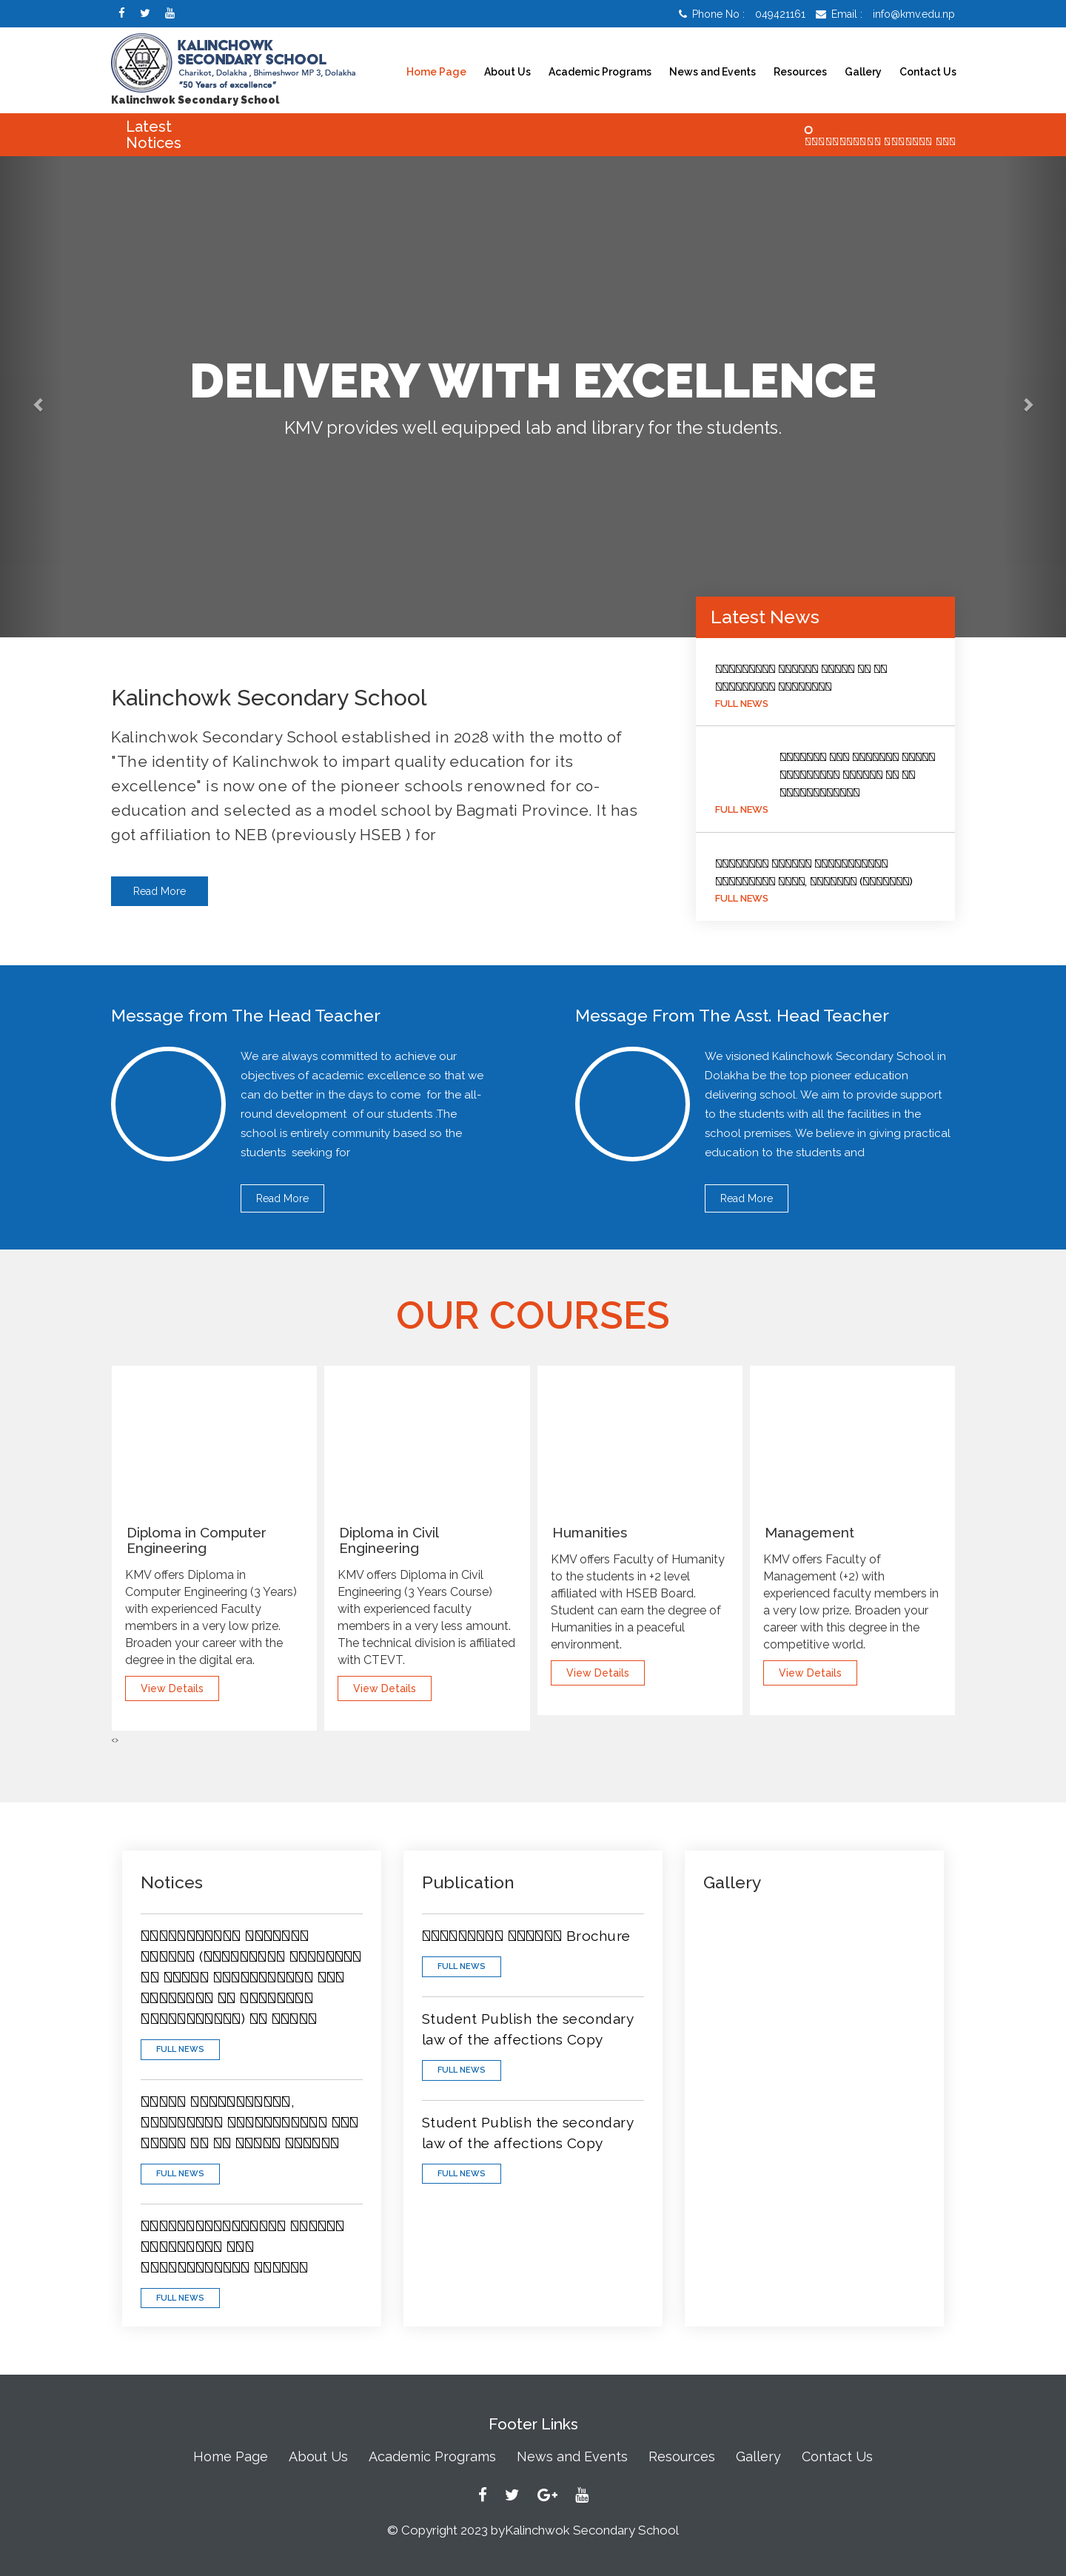 Phone No : 049421161 Email : info@kmv.edu.np
KALINCHOWK
SECONDARY SCHOOL
Charikot, Dolakha , Bhimeshwor MP 3, Dolakha
"50 Years of excellence"
Kalinchwok Secondary School
Home Page About Us Academic Programs News and Events Resources Gallery Contact Us
Latest
Notices
DELIVERY WITH EXCELLENCE
KMV provides well equipped lab and library for the students.
Latest News
FULL NEWS
FULL NEWS
FULL NEWS
Kalinchowk Secondary School
Kalinchwok Secondary School established in 2028 with the motto of
"The identity of Kalinchwok to impart quality education for its
excellence" is now one of the pioneer schools renowned for co-
education and selected as a model school by Bagmati Province. It has
got affiliation to NEB (previously HSEB ) for
Read More
Message from The Head Teacher
We are always committed to achieve our
objectives of academic excellence so that we
can do better in the days to come for the all-
round development of our students .The
school is entirely community based so the
students seeking for
Read More
Message From The Asst. Head Teacher
We visioned Kalinchowk Secondary School in
Dolakha be the top pioneer education
delivering school. We aim to provide support
to the students with all the facilities in the
school premises. We believe in giving practical
education to the students and
Read More
OUR COURSES
Diploma in Computer
Engineering
KMV offers Diploma in
Computer Engineering (3 Years)
with experienced Faculty
members in a very low prize.
Broaden your career with the
degree in the digital era.
View Details
Diploma in Civil
Engineering
KMV offers Diploma in Civil
Engineering (3 Years Course)
with experienced faculty
members in a very less amount.
The technical division is affiliated
with CTEVT.
View Details
Humanities
KMV offers Faculty of Humanity
to the students in +2 level
affiliated with HSEB Board.
Student can earn the degree of
Humanities in a peaceful
environment.
View Details
Management
KMV offers Faculty of
Management (+2) with
experienced faculty members in
a very low prize. Broaden your
career with this degree in the
competitive world.
View Details
‹›
Notices
FULL NEWS
FULL NEWS
FULL NEWS
Publication
Brochure
FULL NEWS
Student Publish the secondary
law of the affections Copy
FULL NEWS
Student Publish the secondary
law of the affections Copy
FULL NEWS
Gallery
Footer Links
Home Page About Us Academic Programs News and Events Resources Gallery Contact Us
© Copyright 2023 byKalinchwok Secondary School